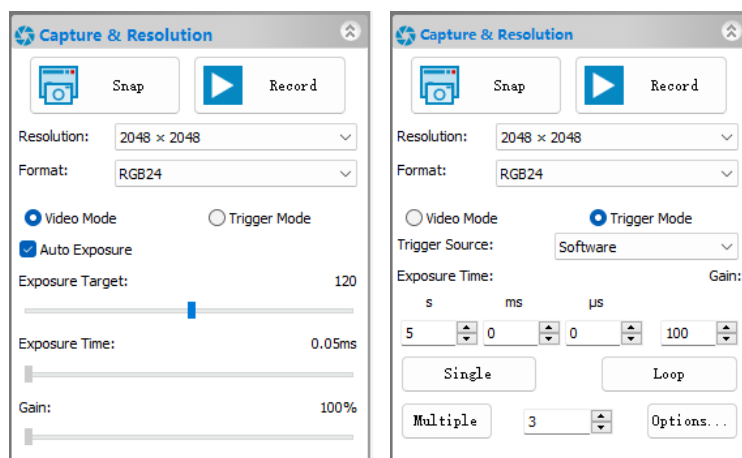 Capture & Resolution
Snap Record
Resolution: 2048 × 2048
Format: RGB24
Video Mode Trigger Mode
Auto Exposure
Exposure Target: 120
Exposure Time: 0.05ms
Gain: 100%
Capture & Resolution
Snap Record
Resolution: 2048 × 2048
Format: RGB24
Video Mode Trigger Mode
Trigger Source: Software
Exposure Time: Gain:
s ms µs
5 0 0 100
Single Loop
Multiple 3 Options...